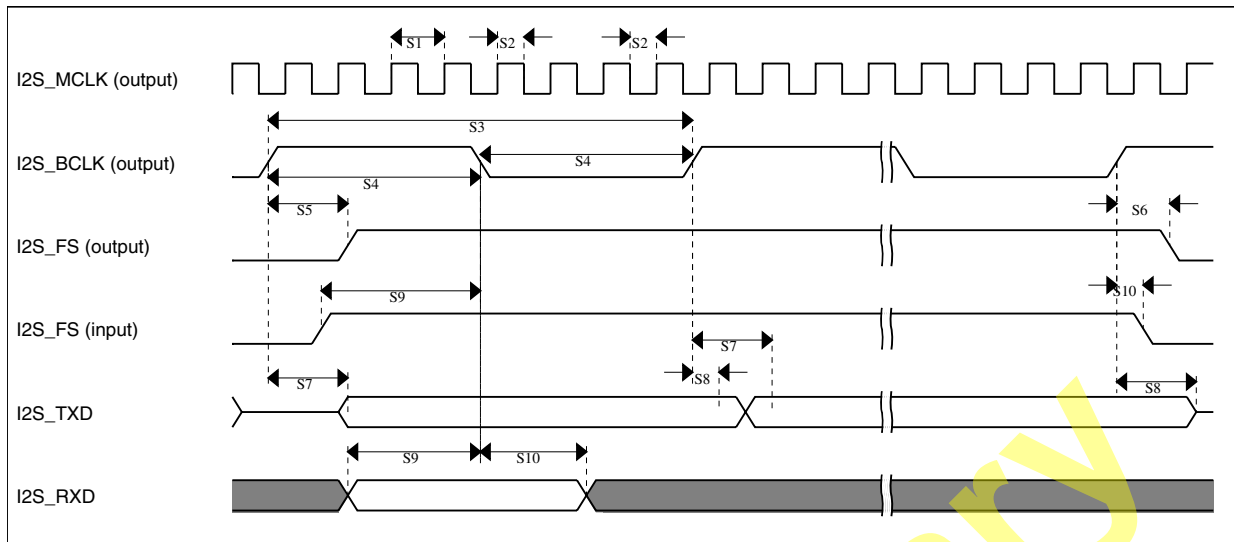 S1 S2 S2
I2S_MCLK (output)
S3
I2S_BCLK (output) S4
S4
S5 S6
I2S_FS (output)
S9 S10
I2S_FS (input)
S7
S7 S8 S8
I2S_TXD
S9 S10
I2S_RXD